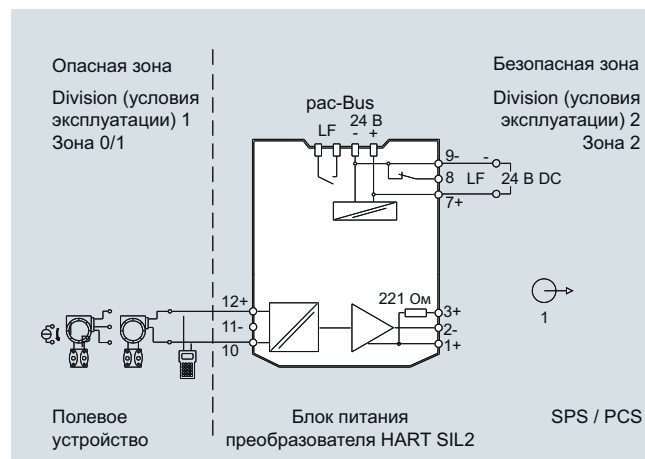 Опасная зона
Division (условия
эксплуатации) 1
Зона 0/1
Безопасная зона
Division (условия
эксплуатации) 2
Зона 2
pac-Bus
LF
24 В
- +
9-
-
8
LF
24 В DC
7+
+
12+
11-
10
221 Ом
3+
2-
1+
1
Полевое
устройство
Блок питания
преобразователя HART SIL2
SPS / PCS